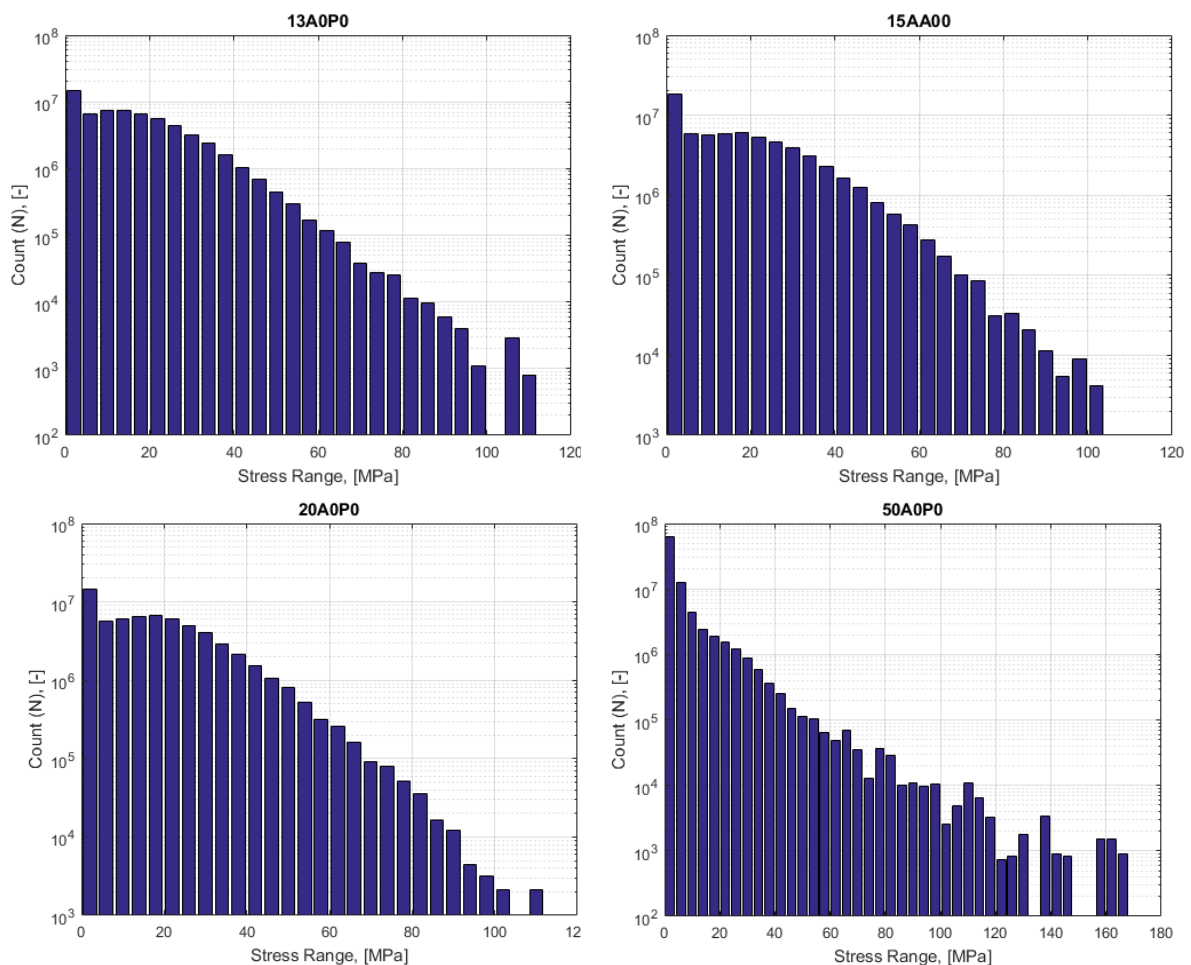 13A0P0
10^8
10^7
10^6
10^5
10^4
10^3
10^2
Count (N), [-]
0 20 40 60 80 100 120
Stress Range, [MPa]
15AA00
10^8
10^7
10^6
10^5
10^4
10^3
Count (N), [-]
0 20 40 60 80 100 120
Stress Range, [MPa]
20A0P0
10^8
10^7
10^6
10^5
10^4
10^3
Count (N), [-]
0 20 40 60 80 100 12
Stress Range, [MPa]
50A0P0
10^8
10^7
10^6
10^5
10^4
10^3
10^2
Count (N), [-]
0 20 40 60 80 100 120 140 160 180
Stress Range, [MPa]